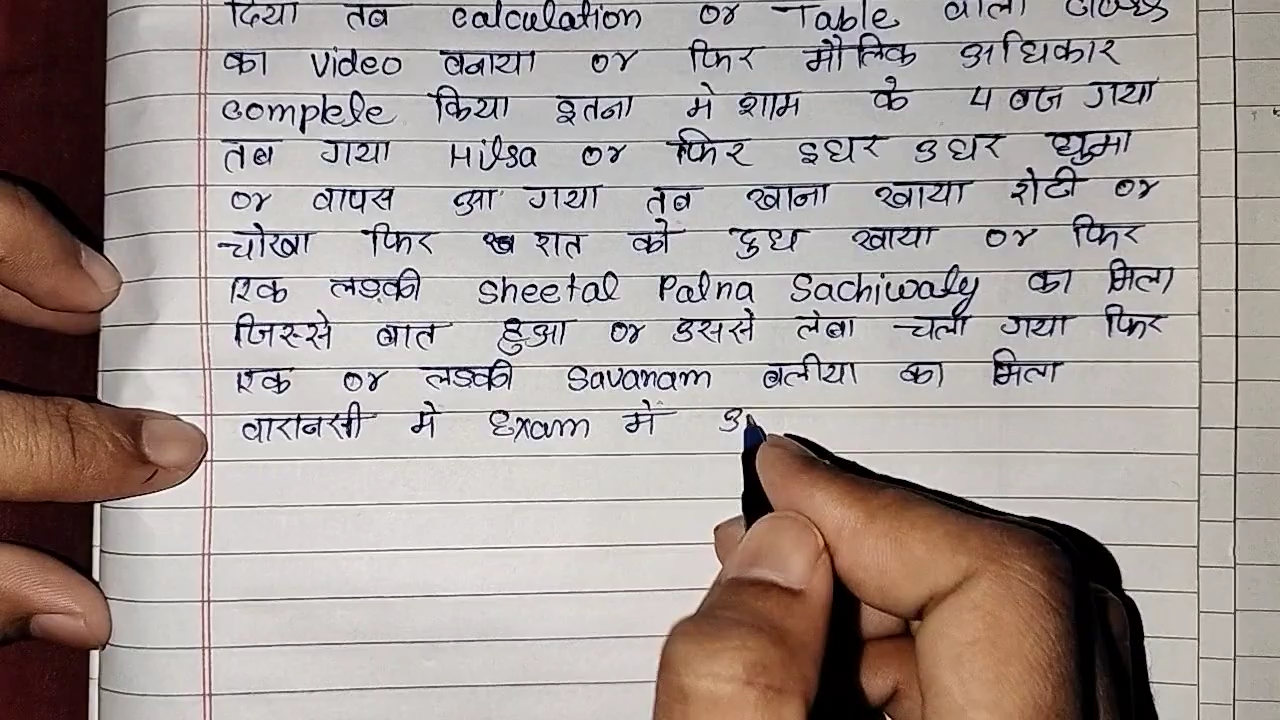 दिया तब calculation or Table वाला class
का video बनाया or फिर मौलिक अधिकार
complete किया इतना मे शाम के 4 बज गया
तब गया Hilsa or फिर इधर उधर घुमा
or वापस आ गया तब खाना खाया रोटी or
चोखा फिर रात को दुध खाया or फिर
एक लड़की Sheetal Palna Sachiwaly का मिला
जिस्से बात हुआ or उससे लेबा चला गया फिर
एक or लड़की Savanam बलीया का मिला
वारानसी मे Exam में